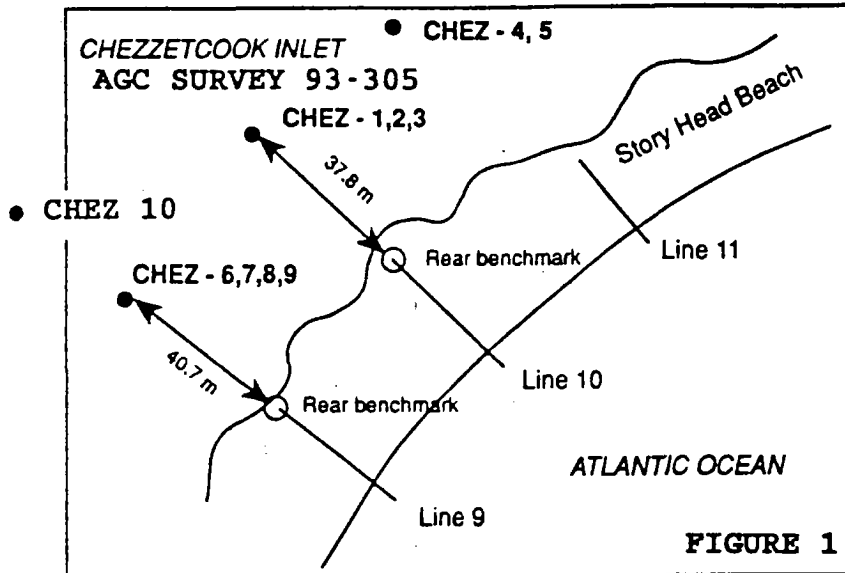 CHEZZETCOOK INLET
AGC SURVEY 93-305
CHEZ - 4, 5
CHEZ - 1,2,3
Story Head Beach
37.8 m
CHEZ 10
CHEZ - 6,7,8,9
Rear benchmark
Line 11
40.7 m
Line 10
Rear benchmark
ATLANTIC OCEAN
Line 9
FIGURE 1